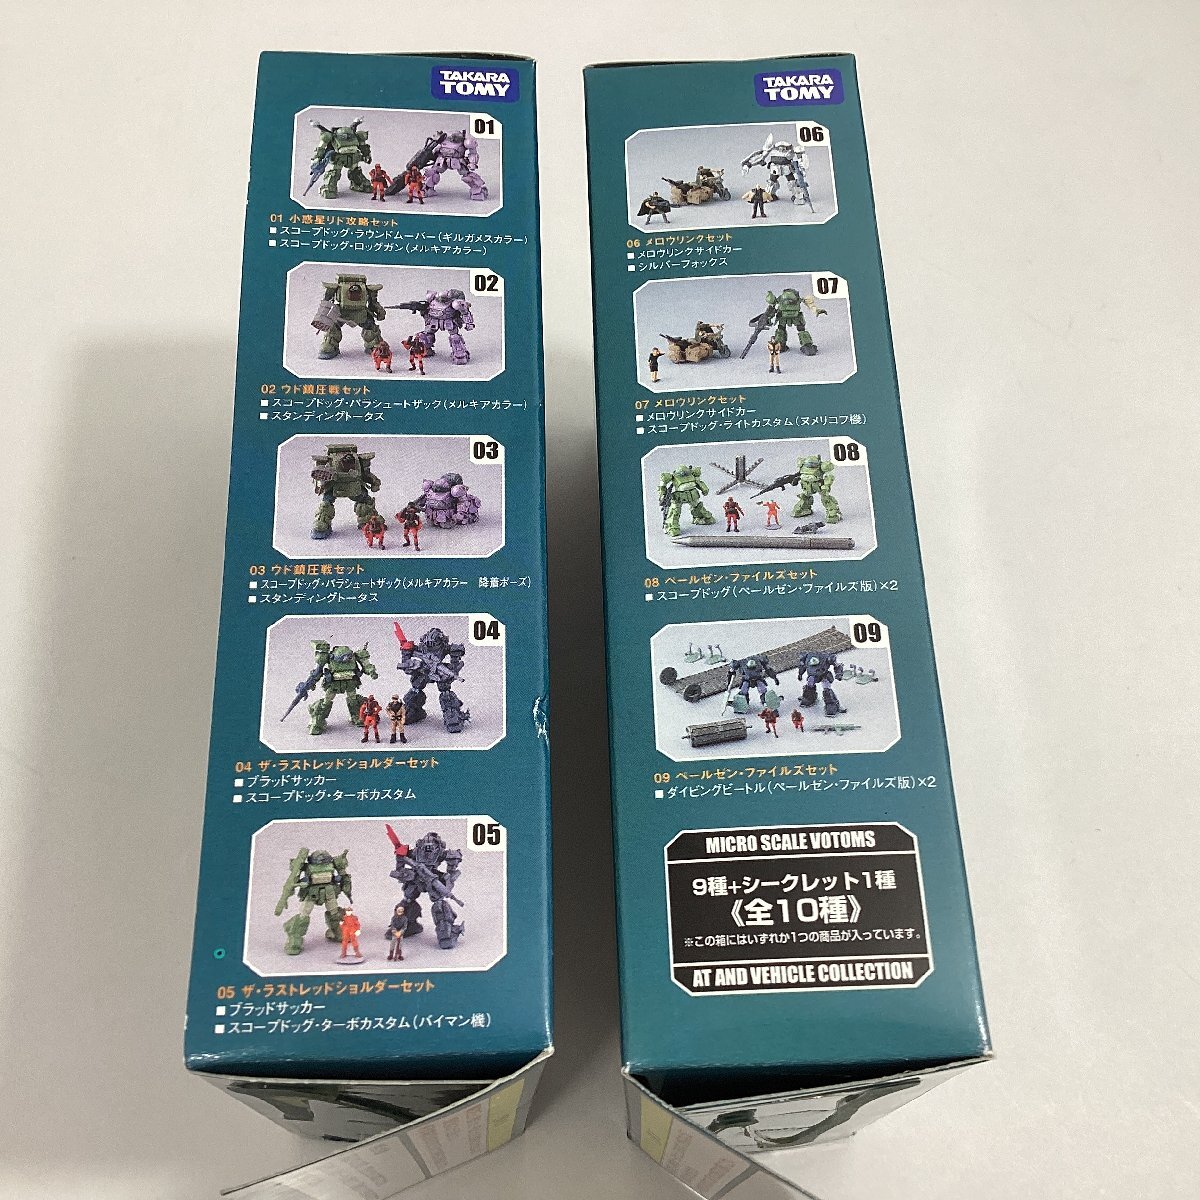 TAKARA
TOMY
01
01 小惑星リド攻略セット
■ スコープドッグ・ラウンドムーバー(ギルガメスカラー)
■ スコープドッグ・ロッグガン(メルキアカラー)
02
02 ウド鎮圧戦セット
■ スコープドッグ・パラシュートザック(メルキアカラー)
■ スタンディングトータス
03
03 ウド鎮圧戦セット
■ スコープドッグ・パラシュートザック(メルキアカラー 降着ポーズ)
■ スタンディングトータス
04
04 ザ・ラストレッドショルダーセット
■ ブラッドサッカー
■ スコープドッグ・ターボカスタム
05
05 ザ・ラストレッドショルダーセット
■ ブラッドサッカー
■ スコープドッグ・ターボカスタム(バイマン機)
TAKARA
TOMY
06
06 メロウリンクセット
■ メロウリンクサイドカー
■ シルバーフォックス
07
07 メロウリンクセット
■ メロウリンクサイドカー
■ スコープドッグ・ライトカスタム(ヌメリコフ機)
08
08 ペールゼン・ファイルズセット
■ スコープドッグ(ペールゼン・ファイルズ版)×2
09
09 ペールゼン・ファイルズセット
■ ダイビングビートル(ペールゼン・ファイルズ版)×2
MICRO SCALE VOTOMS
9種+シークレット1種
《全10種》
※この箱にはいずれか1つの商品が入っています。
AT AND VEHICLE COLLECTION